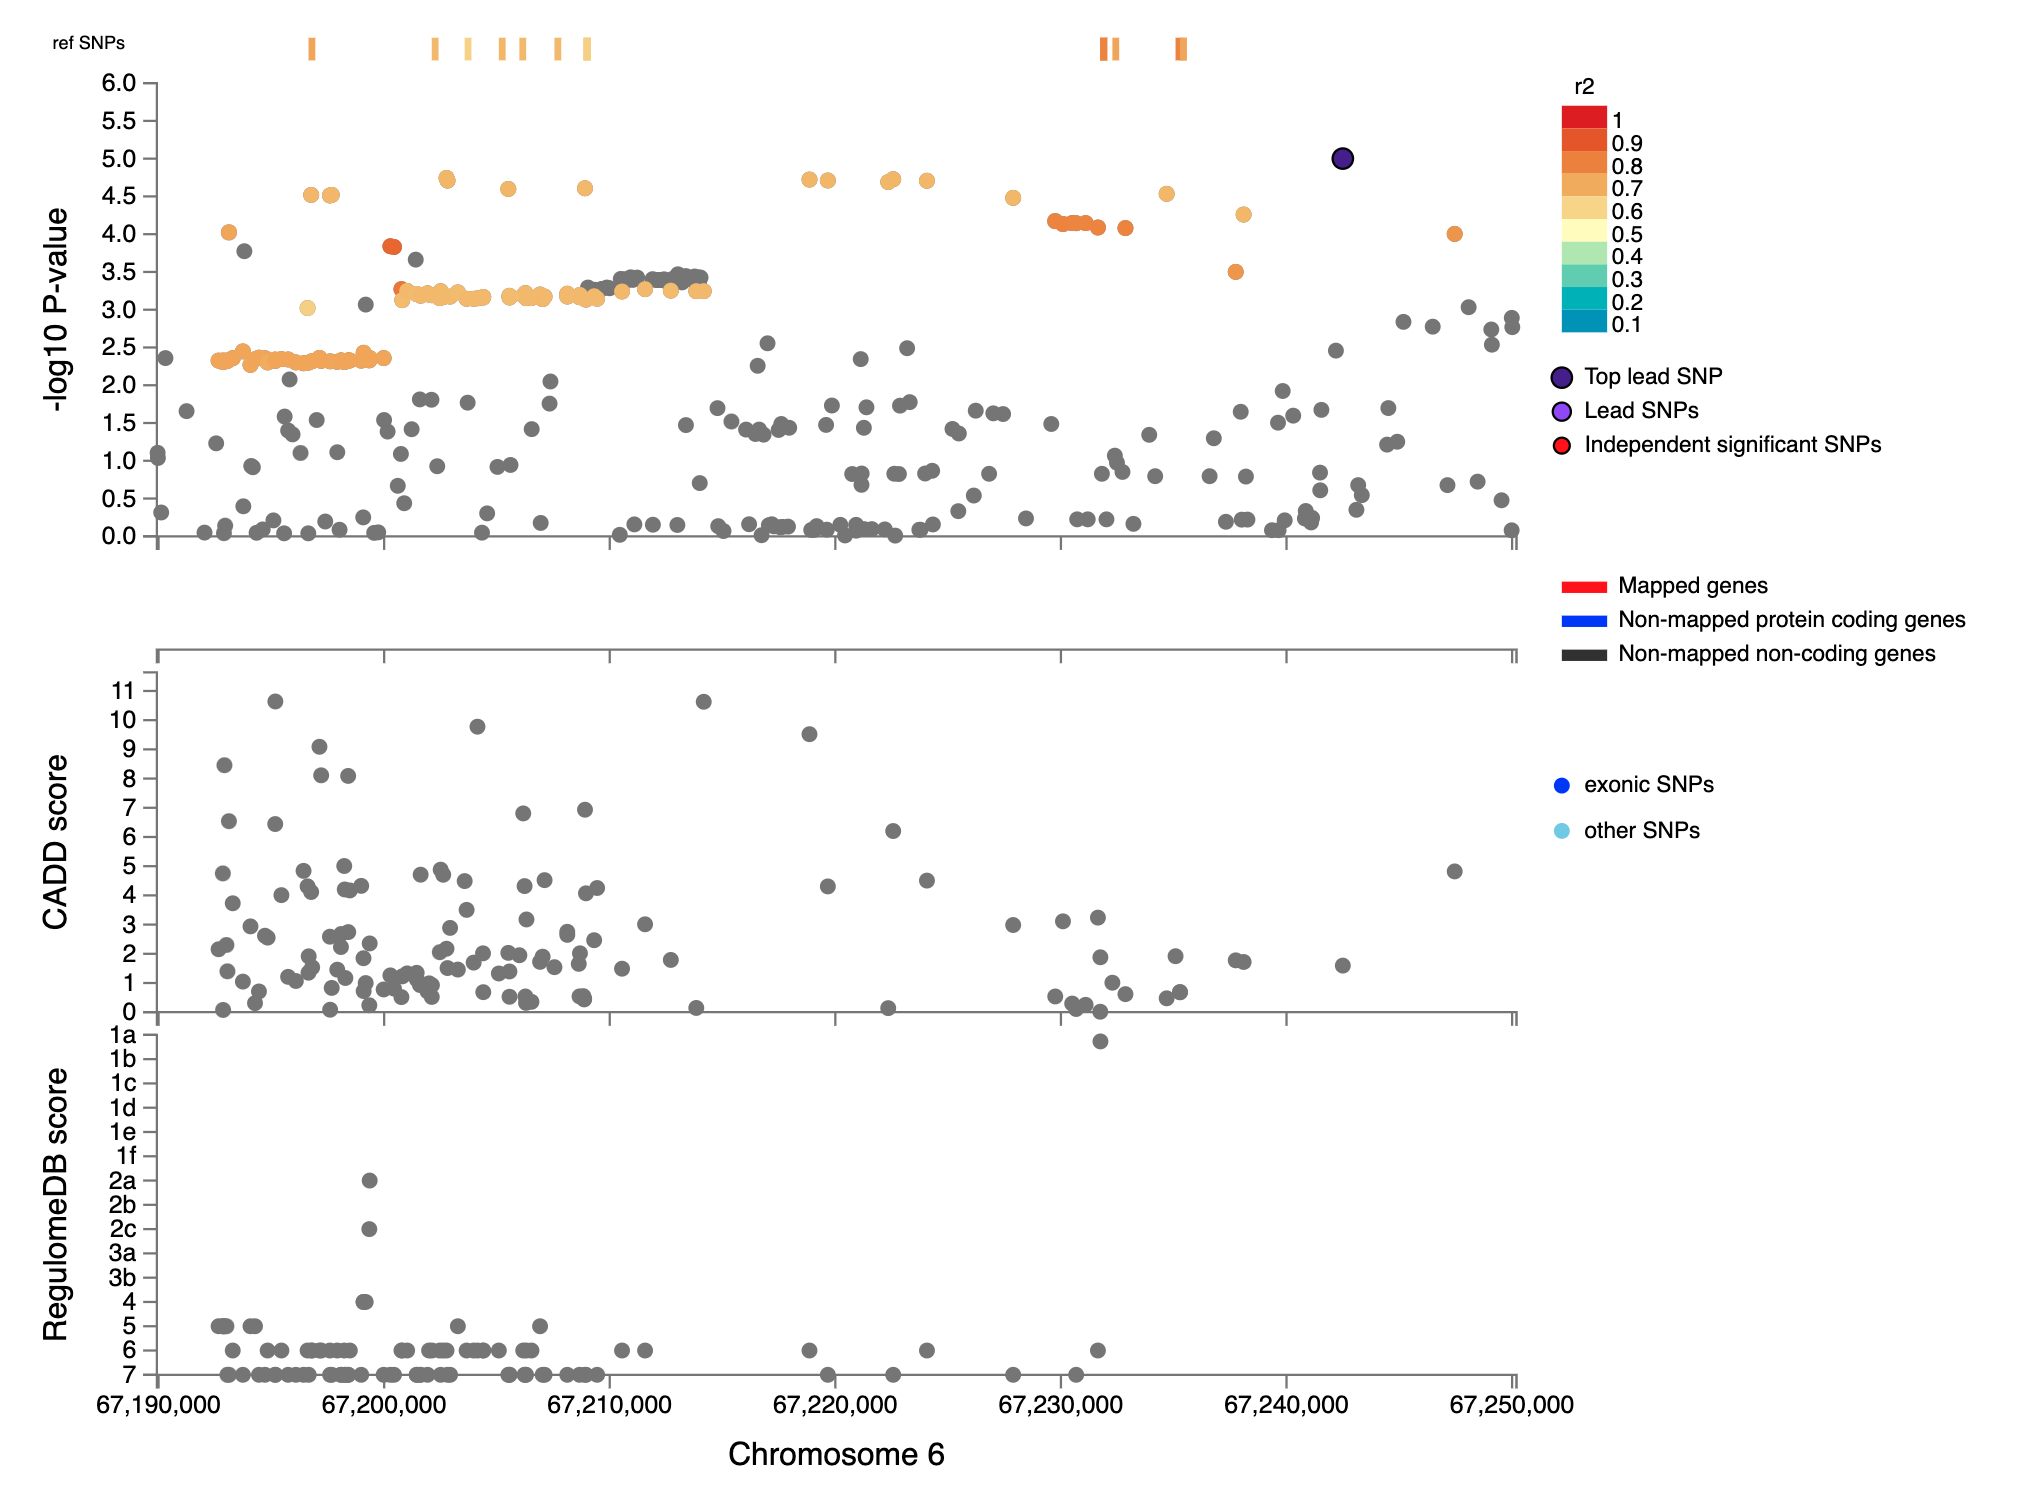 ref SNPs
6.0
5.5
5.0
4.5
4.0
3.5
3.0
2.5
2.0
1.5
1.0
0.5
0.0
-log10 P-value
r2
1
0.9
0.8
0.7
0.6
0.5
0.4
0.3
0.2
0.1
Top lead SNP
Lead SNPs
Independent significant SNPs
Mapped genes
Non-mapped protein coding genes
Non-mapped non-coding genes
11
10
9
8
7
6
5
4
3
2
1
0
CADD score
exonic SNPs
other SNPs
1a
1b
1c
1d
1e
1f
2a
2b
2c
3a
3b
4
5
6
7
RegulomeDB score
67,190,000 67,200,000 67,210,000 67,220,000 67,230,000 67,240,000 67,250,000
Chromosome 6